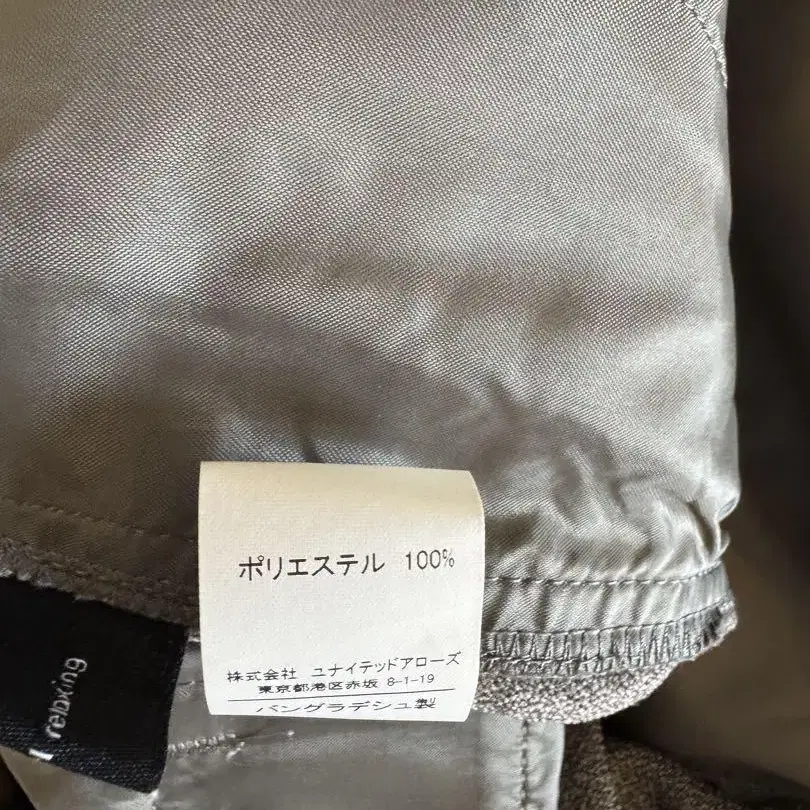 ポリエステル 100%
株式会社 ユナイテッドアローズ
東京都港区赤坂 8-1-19
バングラデシュ製
relaxing